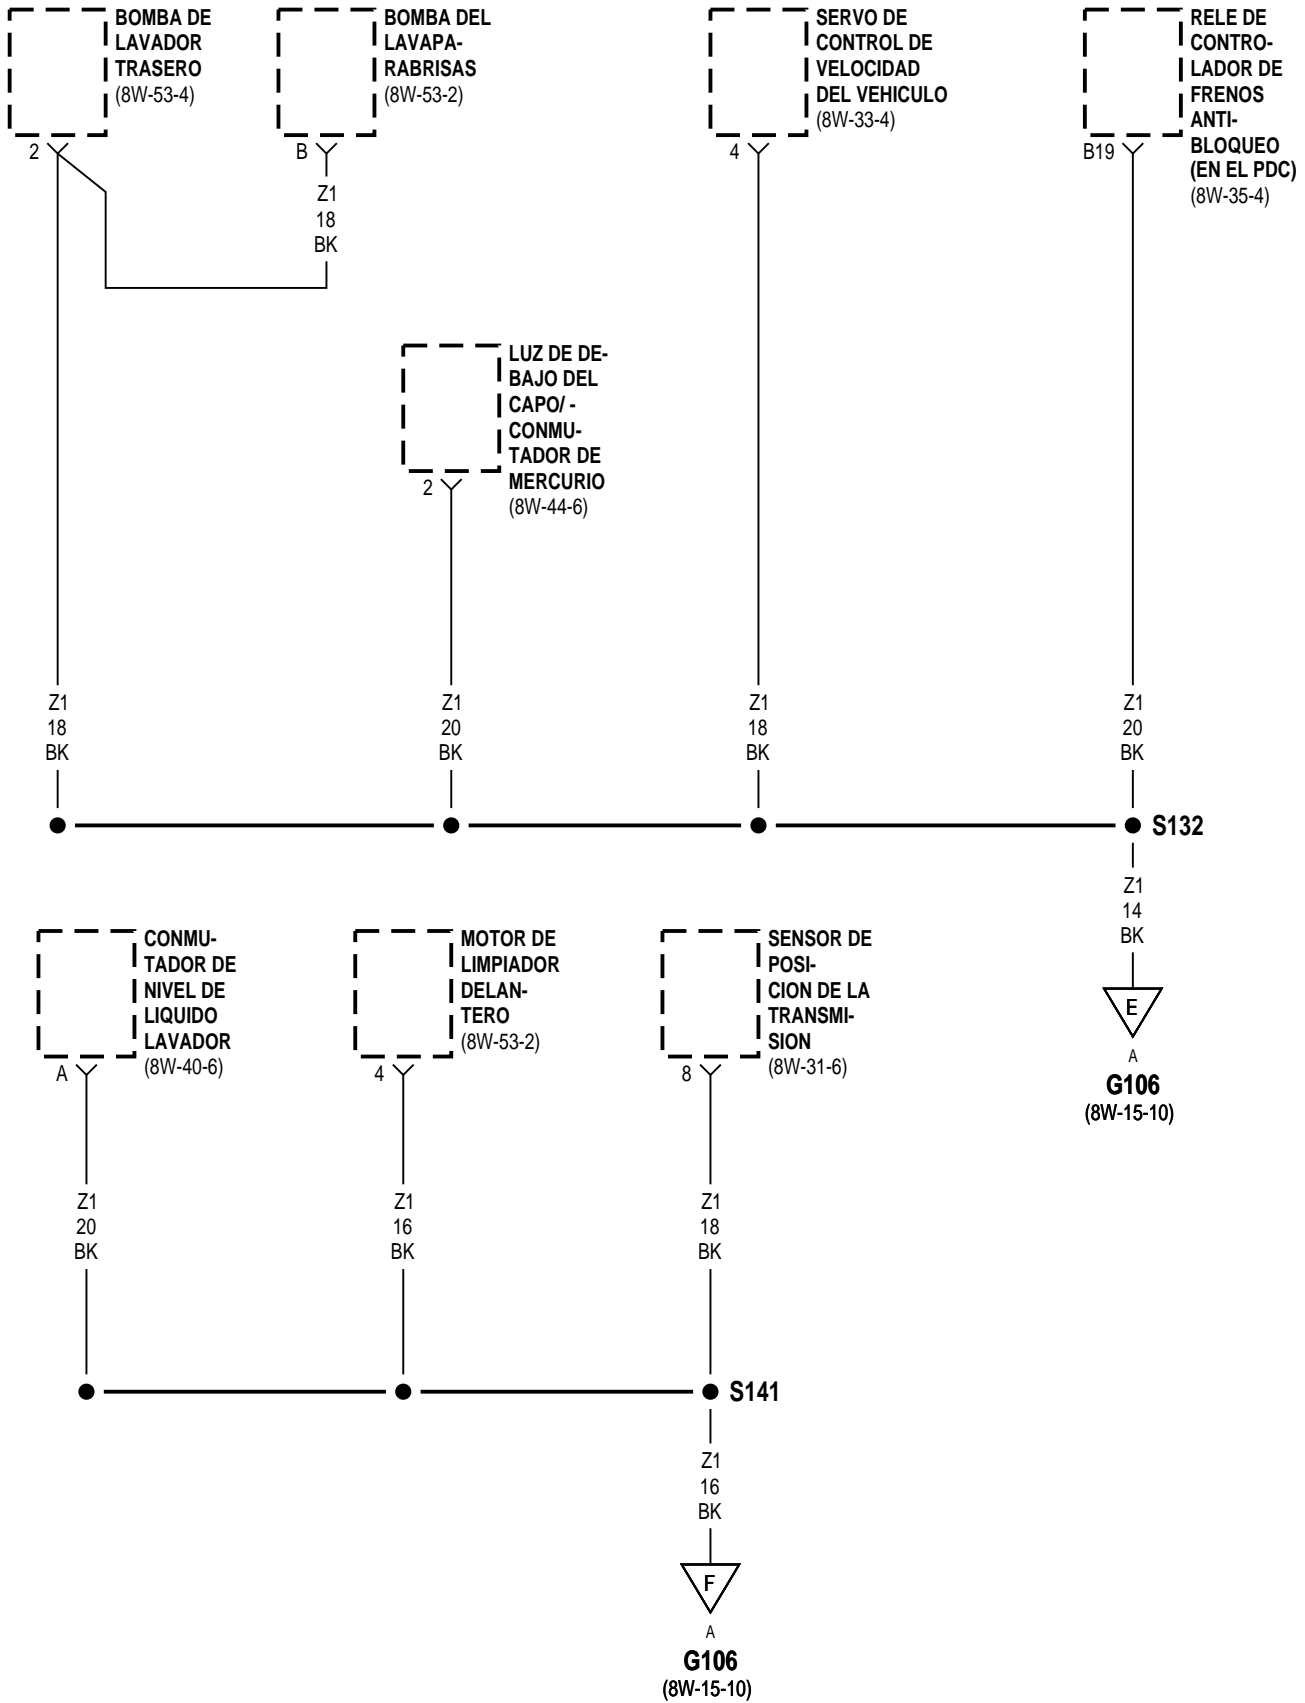 BOMBA DE
LAVADOR
TRASERO
(8W-53-4)
2
BOMBA DEL
LAVAPA-
RABRISAS
(8W-53-2)
B
Z1
18
BK
SERVO DE
CONTROL DE
VELOCIDAD
DEL VEHICULO
(8W-33-4)
4
RELE DE
CONTRO-
LADOR DE
FRENOS
ANTI-
BLOQUEO
(EN EL PDC)
(8W-35-4)
B19
LUZ DE DE-
BAJO DEL
CAPO/ -
CONMU-
TADOR DE
MERCURIO
(8W-44-6)
2
Z1
18
BK
Z1
20
BK
Z1
18
BK
Z1
20
BK
S132
Z1
14
BK
E
A
G106
(8W-15-10)
CONMU-
TADOR DE
NIVEL DE
LIQUIDO
LAVADOR
(8W-40-6)
A
MOTOR DE
LIMPIADOR
DELAN-
TERO
(8W-53-2)
4
SENSOR DE
POSI-
CION DE LA
TRANSMI-
SION
(8W-31-6)
8
Z1
20
BK
Z1
16
BK
Z1
18
BK
S141
Z1
16
BK
F
A
G106
(8W-15-10)